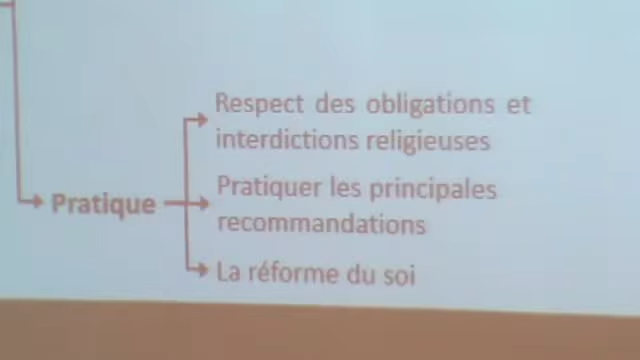 Respect des obligations et
interdictions religieuses
Pratique
Pratiquer les principales
recommandations
La réforme du soi